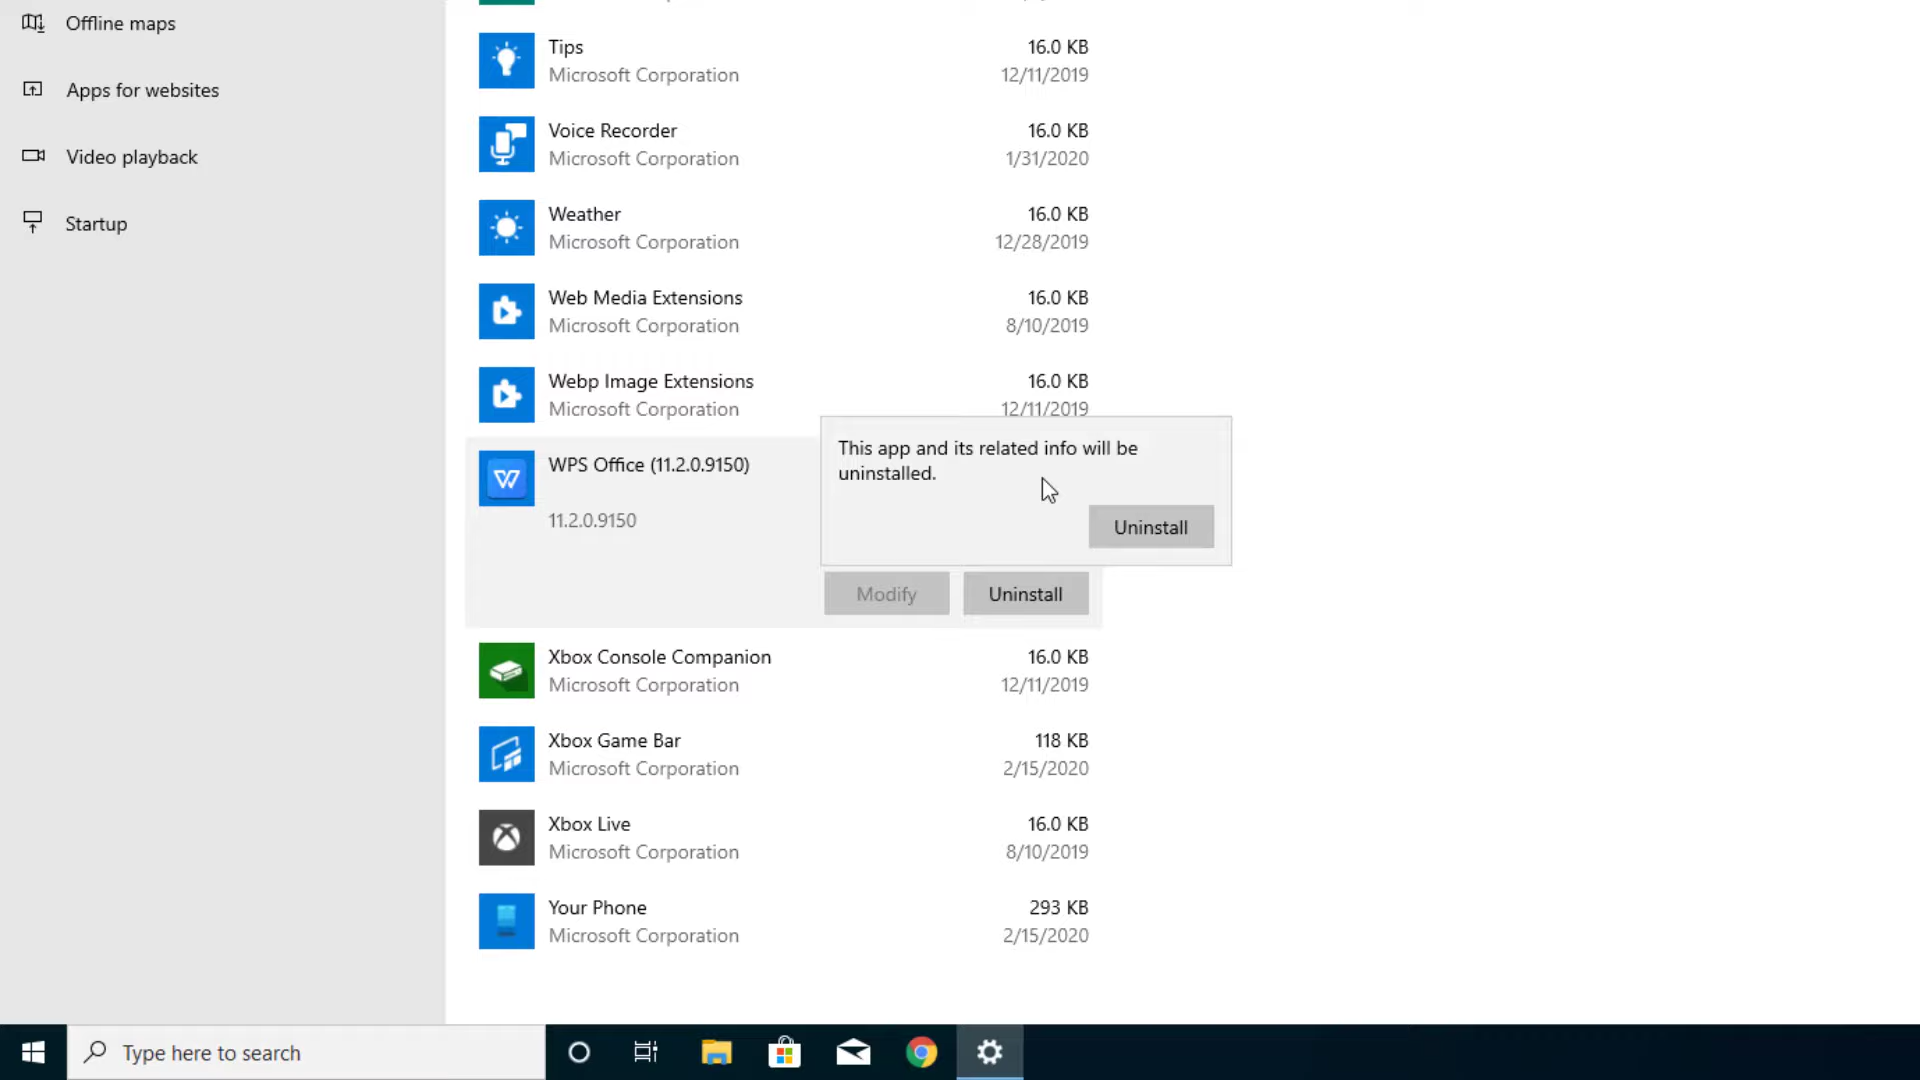 Offline maps
Apps for websites
Video playback
Startup
Tips
16.0 KB
Microsoft Corporation
12/11/2019
Voice Recorder
16.0 KB
Microsoft Corporation
1/31/2020
Weather
16.0 KB
Microsoft Corporation
12/28/2019
Web Media Extensions
16.0 KB
Microsoft Corporation
8/10/2019
Webp Image Extensions
16.0 KB
Microsoft Corporation
12/11/2019
WPS Office (11.2.0.9150)
11.2.0.9150
This app and its related info will be
uninstalled.
Uninstall
Modify
Uninstall
Xbox Console Companion
16.0 KB
Microsoft Corporation
12/11/2019
Xbox Game Bar
118 KB
Microsoft Corporation
2/15/2020
Xbox Live
16.0 KB
Microsoft Corporation
8/10/2019
Your Phone
293 KB
Microsoft Corporation
2/15/2020
Type here to search